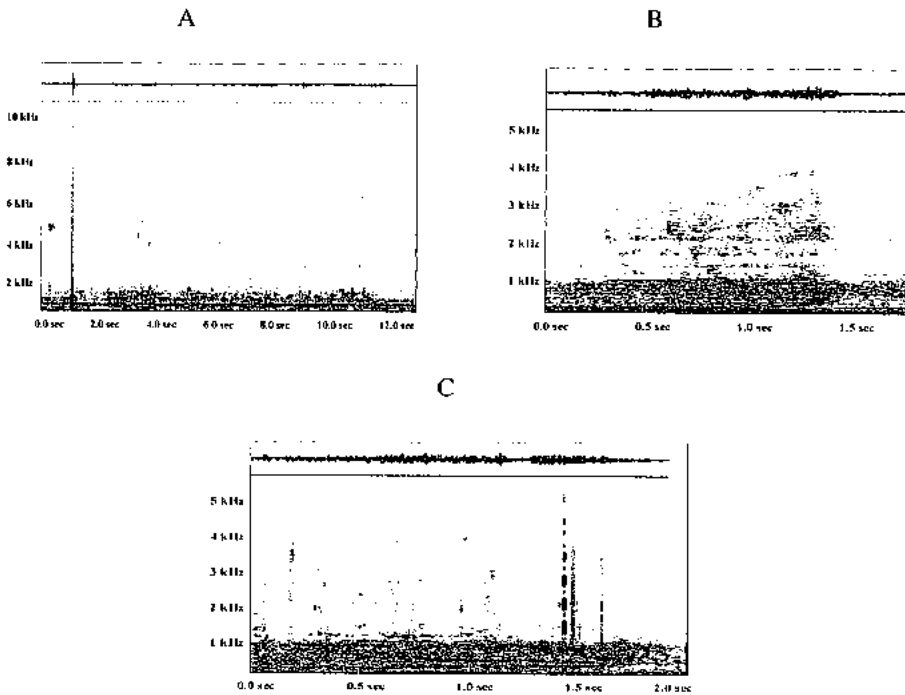 A
10 kHz
8 kHz
6 kHz
4 kHz
2 kHz
0.0 sec 2.0 sec 4.0 sec 6.0 sec 8.0 sec 10.0 sec 12.0 sec
B
5 kHz
4 kHz
3 kHz
2 kHz
1 kHz
0.0 sec 0.5 sec 1.0 sec 1.5 sec
C
5 kHz
4 kHz
3 kHz
2 kHz
1 kHz
0.0 sec 0.5 sec 1.0 sec 1.5 sec 2.0 sec